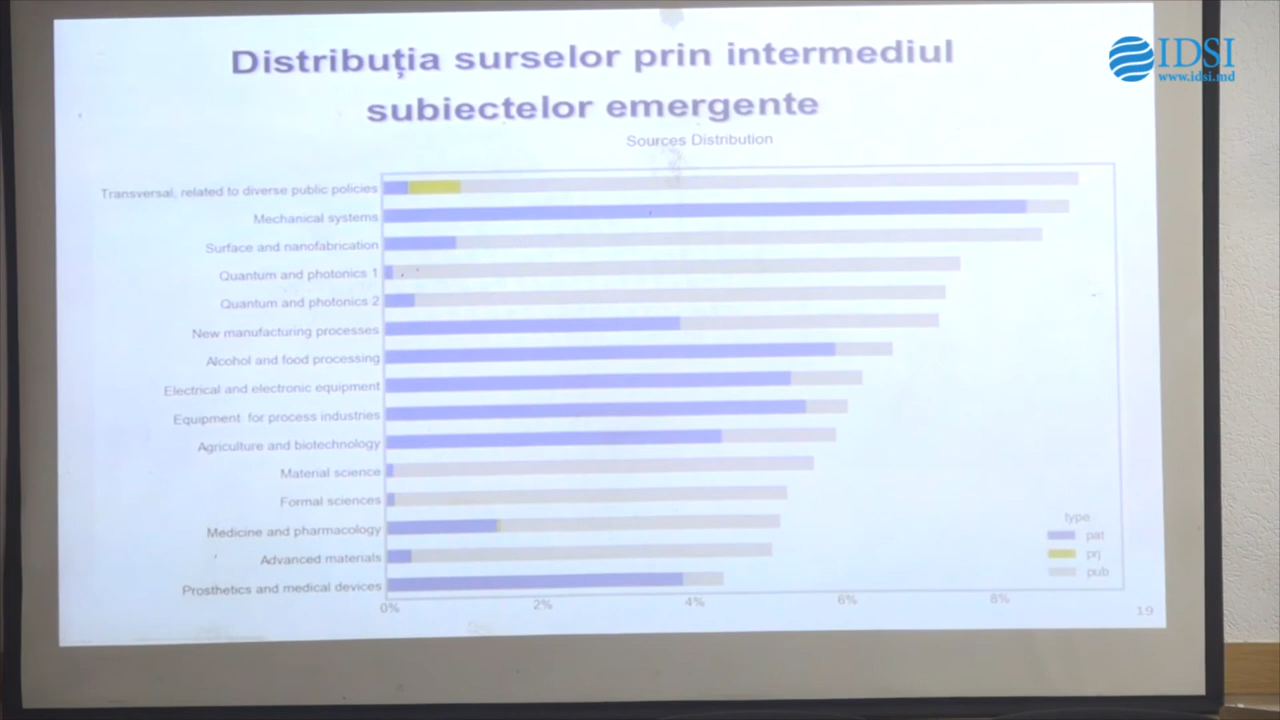 Distribuția surselor prin intermediul
subiectelor emergente
IDSI
www.idsi.md
Sources Distribution
Transversal, related to diverse public policies
Mechanical systems
Surface and nanofabrication
Quantum and photonics 1
Quantum and photonics 2
New manufacturing processes
Alcohol and food processing
Electrical and electronic equipment
Equipment for process industries
Agriculture and biotechnology
Material science
Formal sciences
Medicine and pharmacology
Advanced materials
Prosthetics and medical devices
type
pat
prj
pub
0% 2% 4% 6% 8%
19